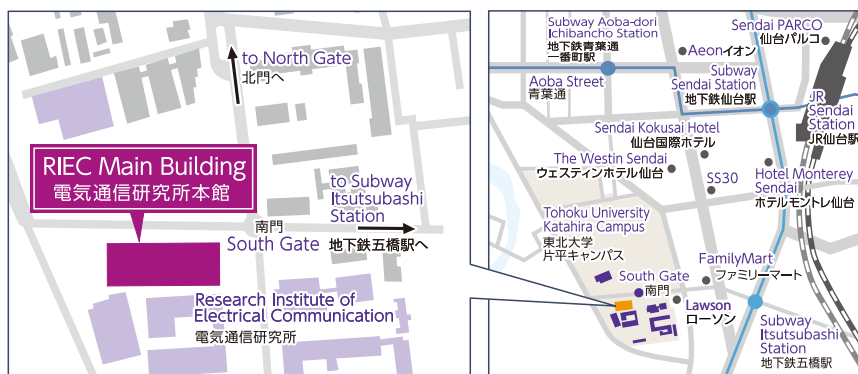 to North Gate
北門へ
RIEC Main Building
電気通信研究所本館
to Subway
Itsutsubashi
Station
地下鉄五橋駅へ
南門
South Gate
Research Institute of
Electrical Communication
電気通信研究所
Subway Aoba-dori
Ichibancho Station
地下鉄青葉通
一番町駅
Sendai PARCO
仙台パルコ
Aeonイオン
Aoba Street
青葉通
Subway
Sendai Station
地下鉄仙台駅
JR
Sendai
Station
JR仙台駅
Sendai Kokusai Hotel
仙台国際ホテル
The Westin Sendai
ウェスティンホテル仙台
SS30
Hotel Monterey
Sendai
ホテルモントレ仙台
Tohoku University
Katahira Campus
東北大学
片平キャンパス
South Gate
南門
FamilyMart
ファミリーマート
Lawson
ローソン
Subway
Itsutsubashi
Station
地下鉄五橋駅